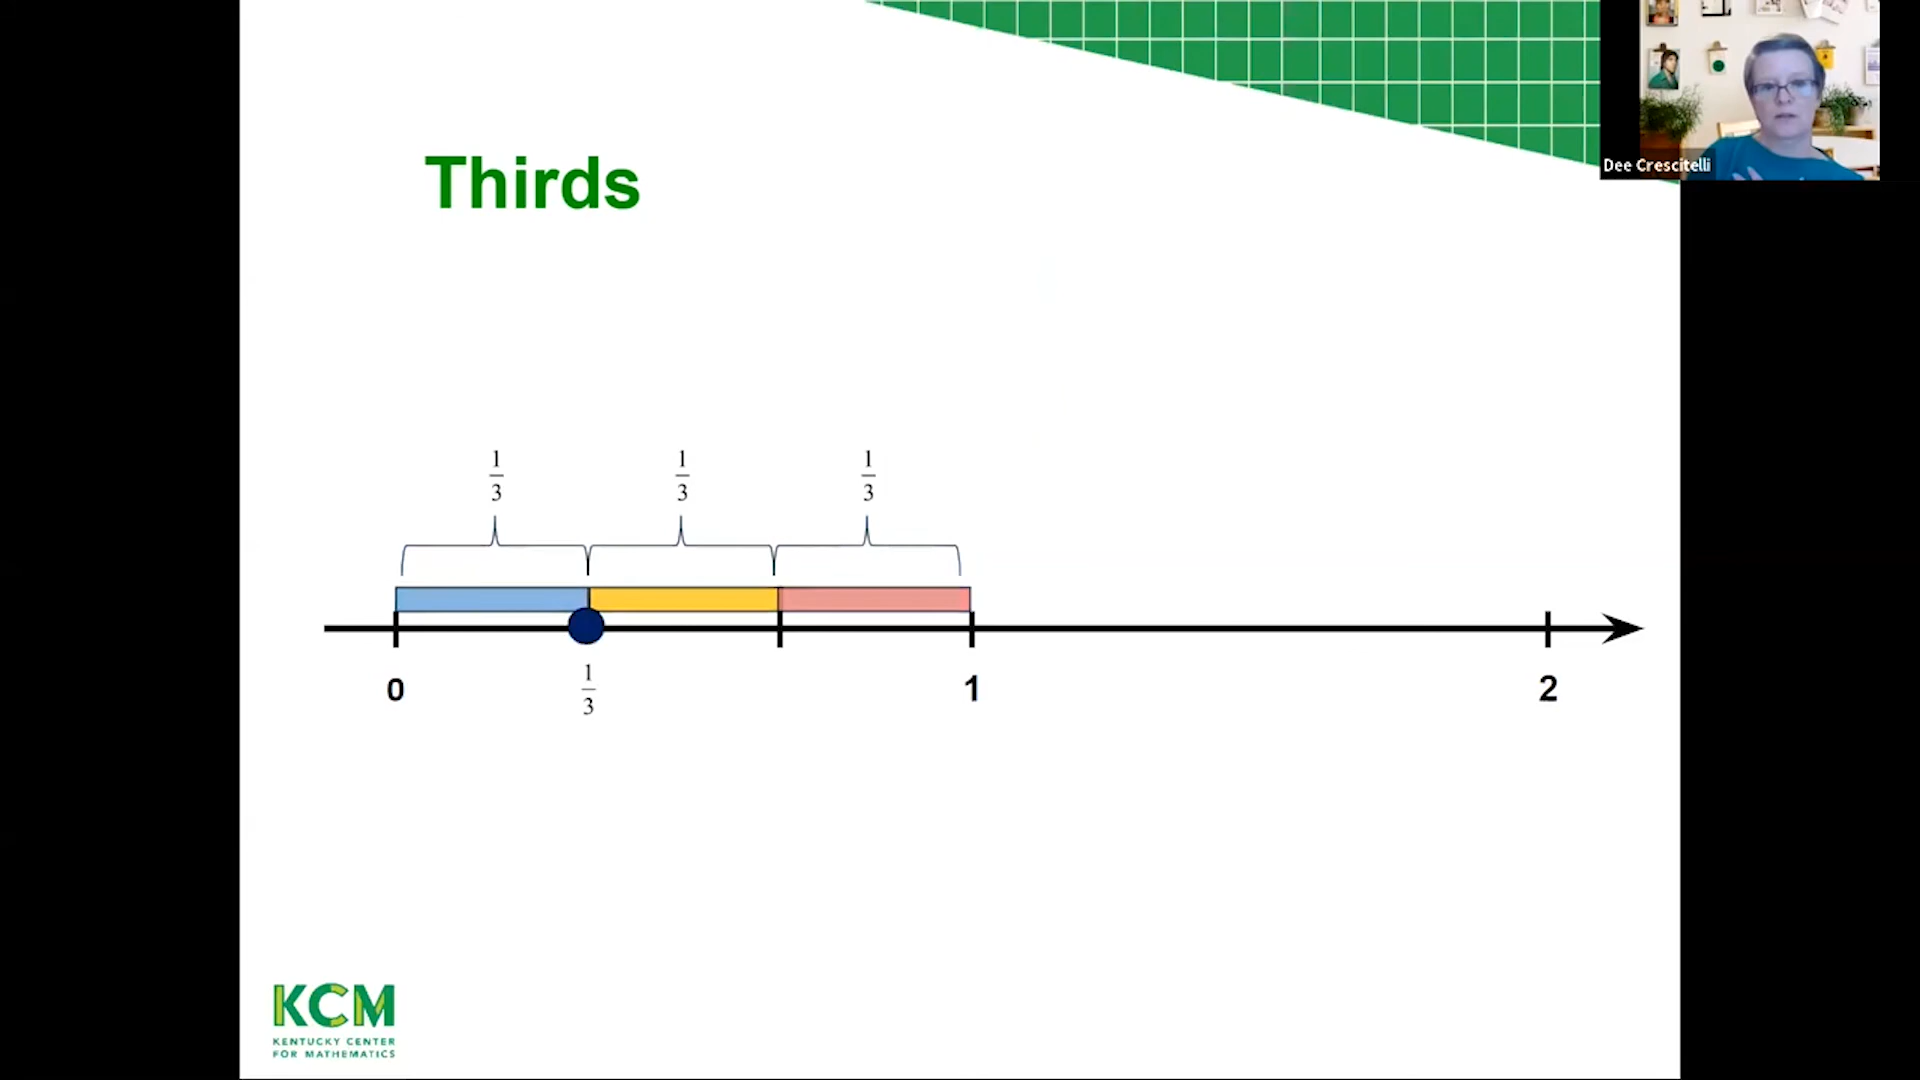 Dee Crescitelli
Thirds
1/3 1/3 1/3
0 1/3 1 2
KCM
KENTUCKY CENTER
FOR MATHEMATICS